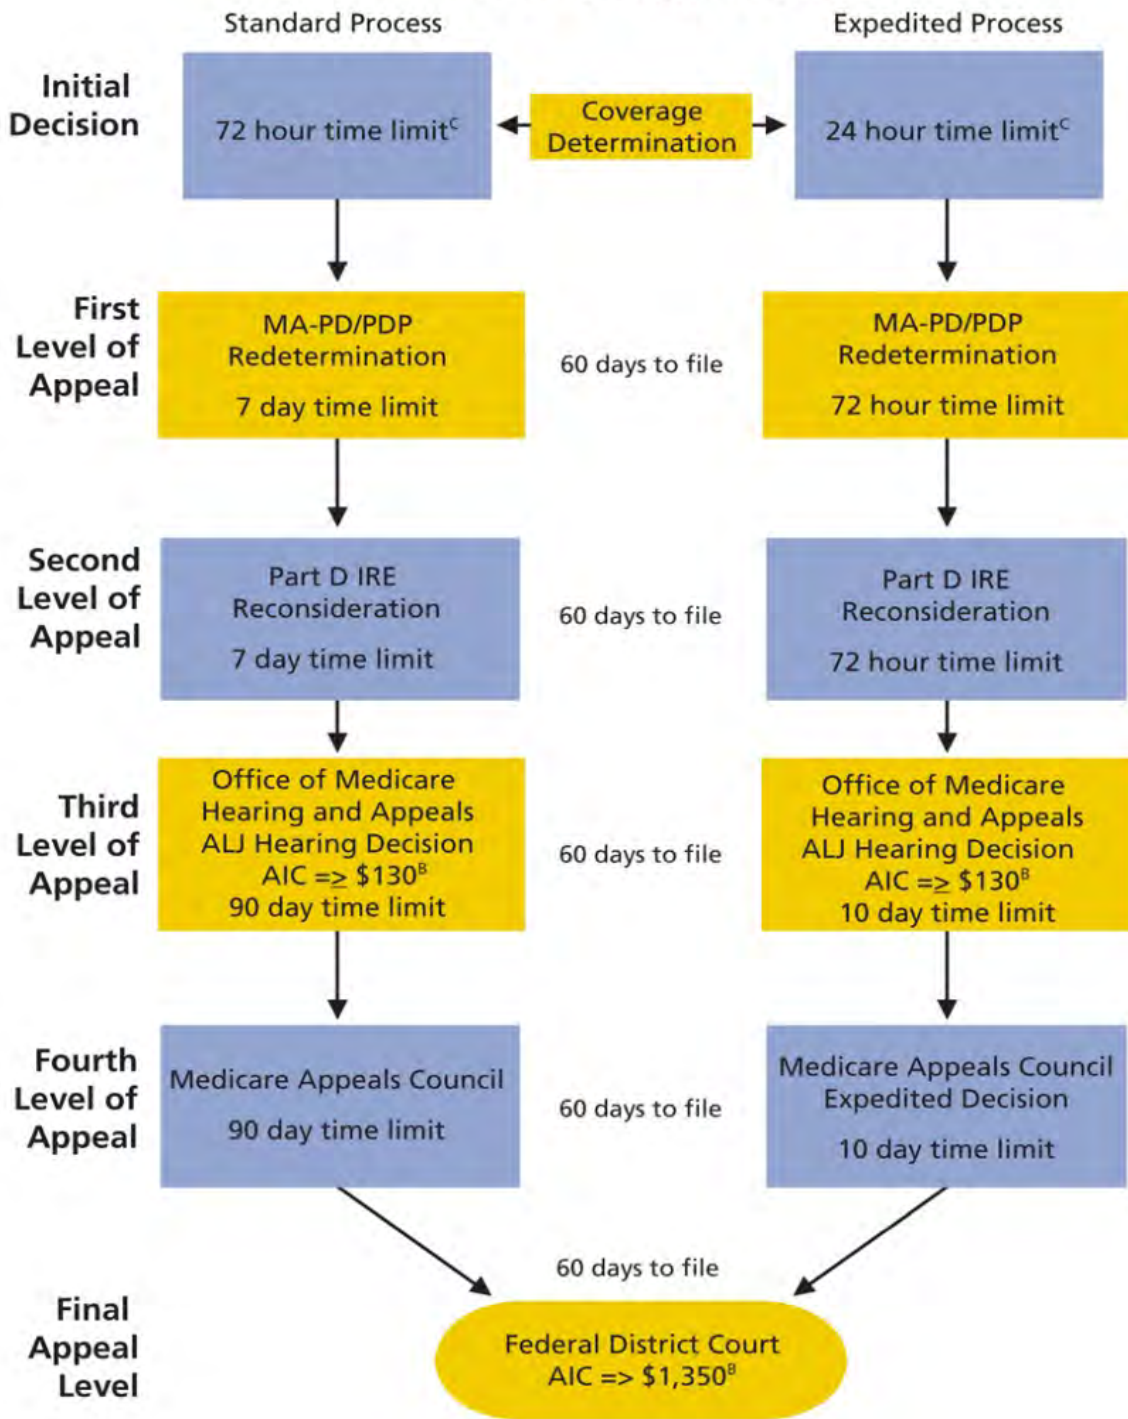 Standard Process
Expedited Process
Initial
Decision
72 hour time limitC
Coverage
Determination
24 hour time limitC
First
Level of
Appeal
MA-PD/PDP
Redetermination
7 day time limit
60 days to file
MA-PD/PDP
Redetermination
72 hour time limit
Second
Level of
Appeal
Part D IRE
Reconsideration
7 day time limit
60 days to file
Part D IRE
Reconsideration
72 hour time limit
Third
Level of
Appeal
Office of Medicare
Hearing and Appeals
ALJ Hearing Decision
AIC =≥ $130B
90 day time limit
60 days to file
Office of Medicare
Hearing and Appeals
ALJ Hearing Decision
AIC =≥ $130B
10 day time limit
Fourth
Level of
Appeal
Medicare Appeals Council
90 day time limit
60 days to file
Medicare Appeals Council
Expedited Decision
10 day time limit
60 days to file
Final
Appeal
Level
Federal District Court
AIC => $1,350B